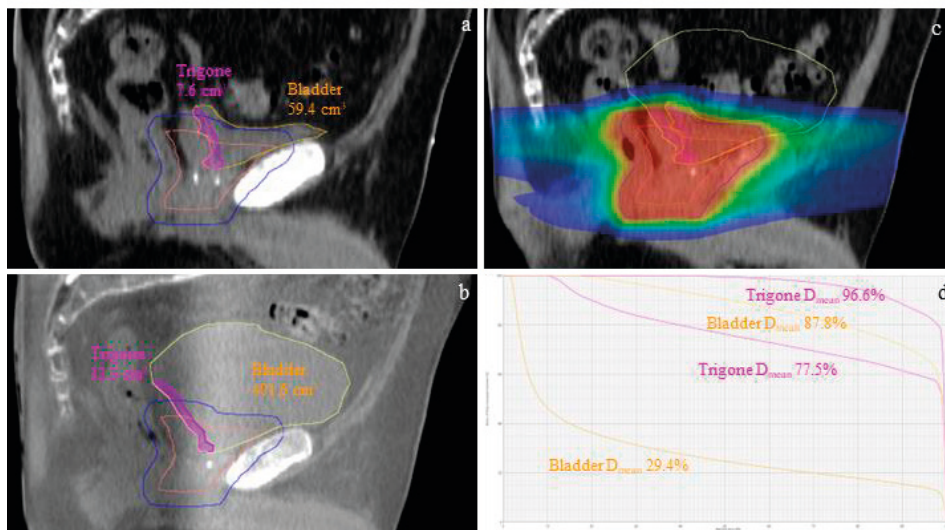 a
Trigone
7.6 cm³
Bladder
59.4 cm³
c
b
Trigone
Bladder
d
Trigone Dmean 96.6%
Bladder Dmean 87.8%
Trigone Dmean 77.5%
Bladder Dmean 29.4%